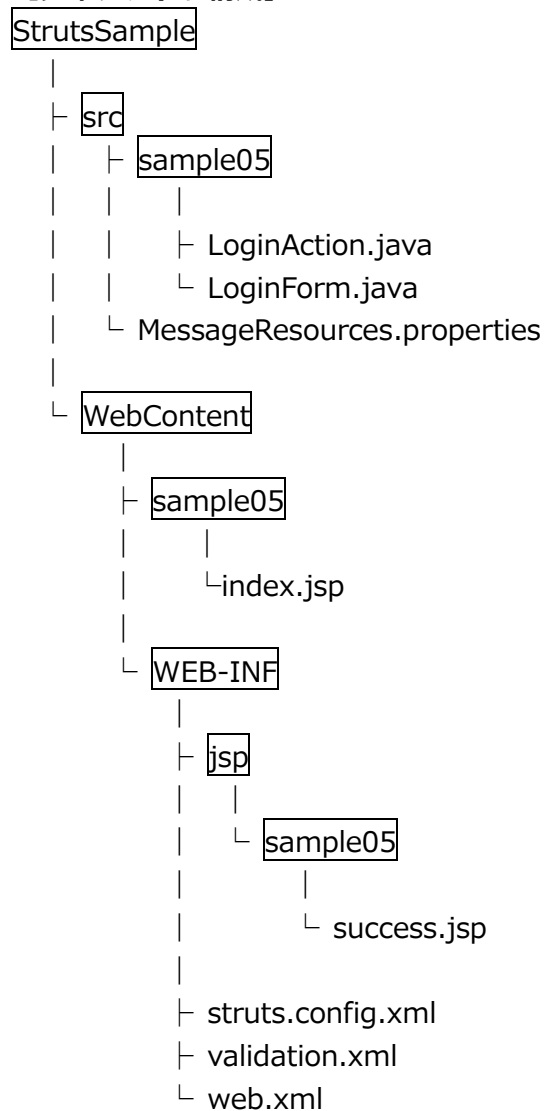 StrutsSample
│
├ src
│ ├ sample05
│ │ │
│ │ ├ LoginAction.java
│ │ └ LoginForm.java
│ └ MessageResources.properties
│
└ WebContent
│
├ sample05
│ │
│ └index.jsp
│
└ WEB-INF
│
├ jsp
│ │
│ └ sample05
│ │
│ └ success.jsp
│
├ struts.config.xml
├ validation.xml
└ web.xml